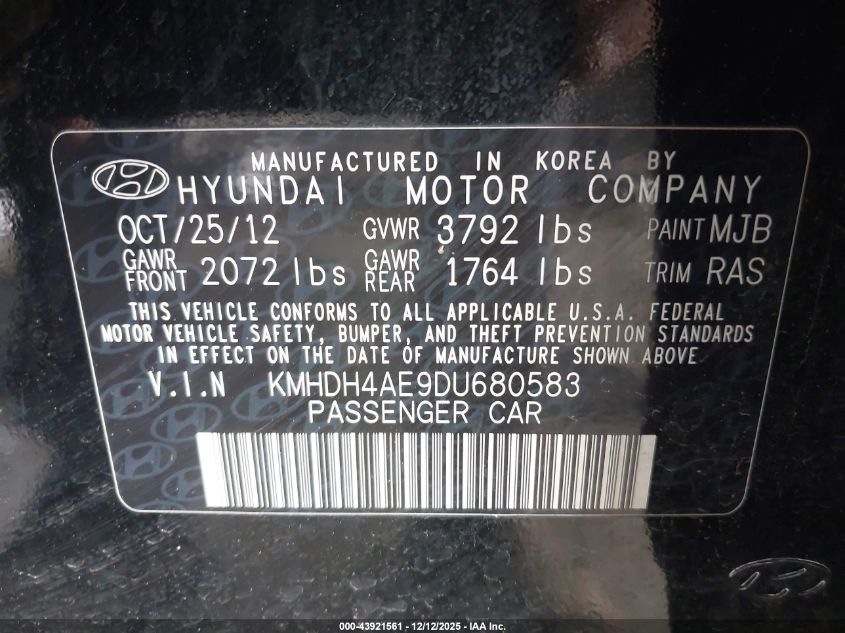 MANUFACTURED IN KOREA BY
HYUNDAI MOTOR COMPANY
OCT/25/12 GVWR 3792 lbs PAINT MJB
GAWR FRONT 2072 lbs GAWR REAR 1764 lbs TRIM RAS
THIS VEHICLE CONFORMS TO ALL APPLICABLE U.S.A. FEDERAL
MOTOR VEHICLE SAFETY, BUMPER, AND THEFT PREVENTION STANDARDS
IN EFFECT ON THE DATE OF MANUFACTURE SHOWN ABOVE.
V.I.N KMHDH4AE9DU680583
PASSENGER CAR
000-43921561 - 12/12/2025 - IAA Inc.